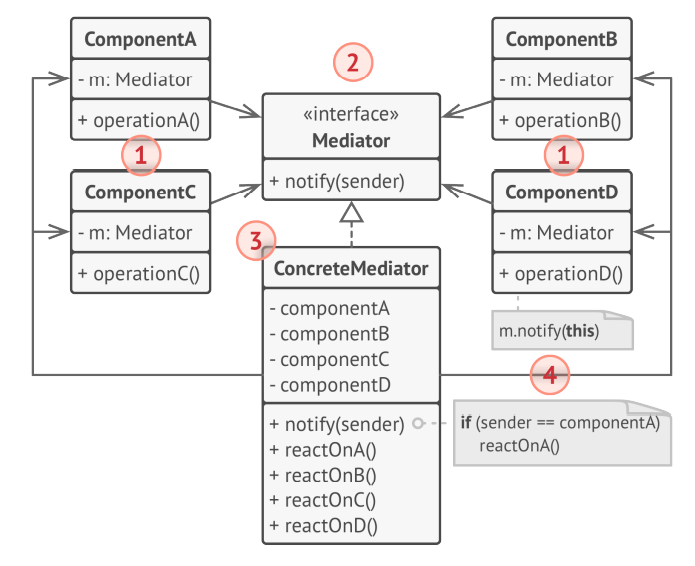 ComponentA
- m: Mediator
+ operationA()
1
ComponentC
- m: Mediator
+ operationC()
2
«interface»
Mediator
+ notify(sender)
ComponentB
- m: Mediator
+ operationB()
1
ComponentD
- m: Mediator
+ operationD()
m.notify(this)
3
ConcreteMediator
- componentA
- componentB
- componentC
- componentD
+ notify(sender)
+ reactOnA()
+ reactOnB()
+ reactOnC()
+ reactOnD()
4
if (sender == componentA)
reactOnA()